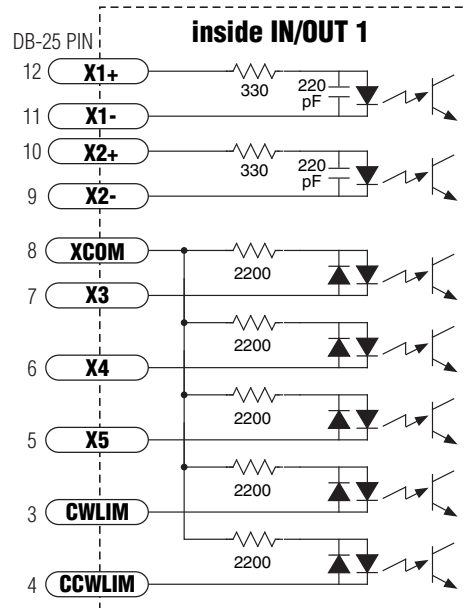 inside IN/OUT 1
DB-25 PIN
12 X1+ 330 220 pF
11 X1-
10 X2+ 330 220 pF
9 X2-
8 XCOM 2200
7 X3
2200
6 X4
2200
5 X5
2200
3 CWLIM
2200
4 CCWLIM